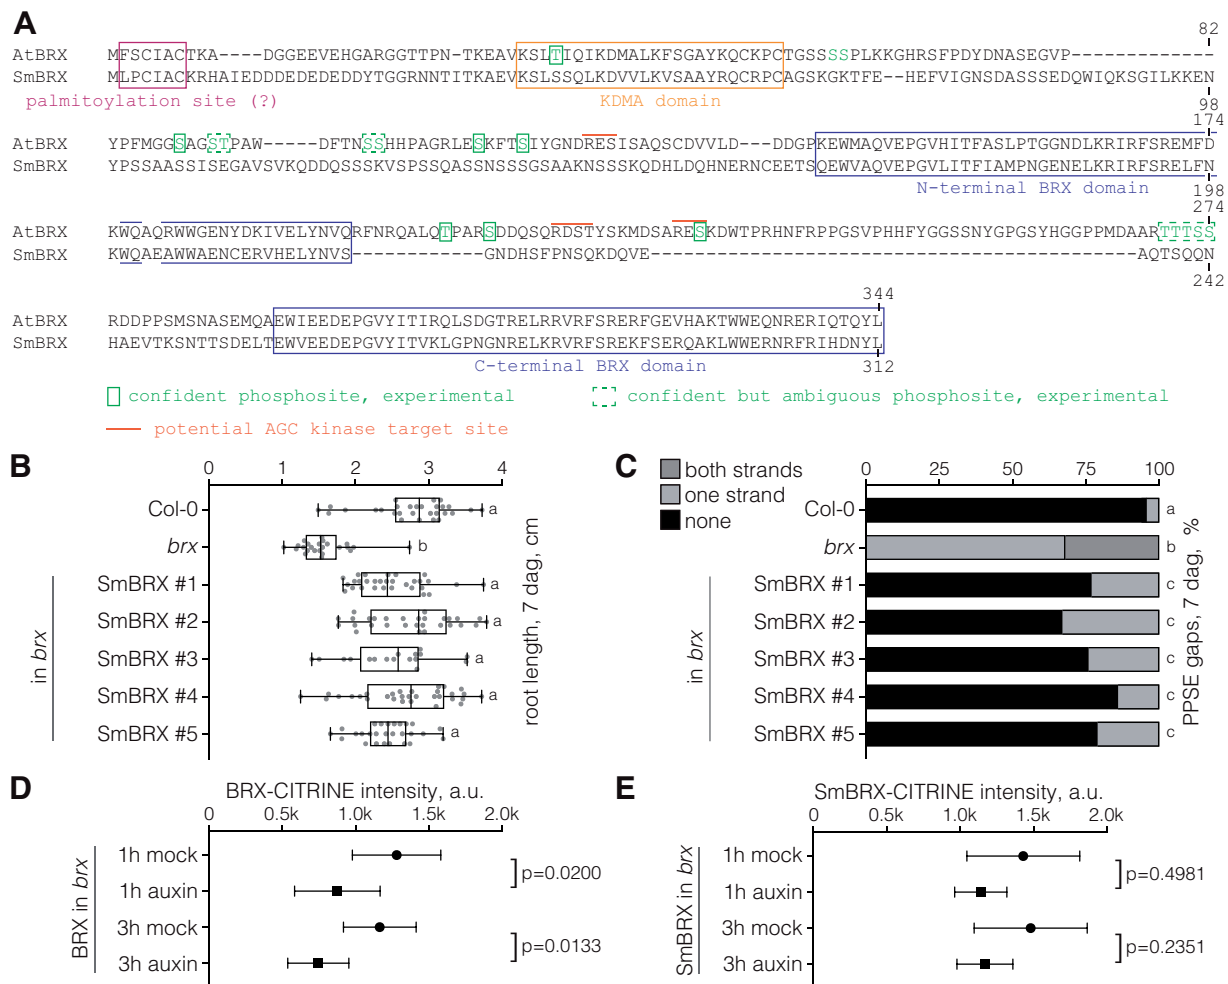 A
82
AtBRX MFSCIACTKA----DGGEEVEHGARGGTTPN-TKEAVKSLTIQIKDMALKFSGAYKQCKPCTGSSSSPLKKGHRSFPDYDNASEGVP-------------
SmBRX MLPCIACKRHAIEDDDEDEDEDDYTGGRNNTITKAEVKSLSSQLKDVVLKVSAAYRQCRPCAGSKGKTFE--HEFVIGNSDASSSEDQWIQKSGILKKEN
palmitoylation site (?) KDMA domain 98
174
AtBRX YPFMGGSAGSTPAW-----DFTNSSHHPAGRLESKFTSIYGNDRESISAQSCDVVLD--DDGPKEWMAQVEPGVHITFASLPTGGNDLKRIRFSREMFD
SmBRX YPSSAASSISEGAVSVKQDDQSSSKVSPSSQASSNSSSGSAAKNSSSKQDHLDQHNERNCEETSQEWVAQVEPGVLITFIAMPNGENELKRIRFSRELFN
N-terminal BRX domain 198
274
AtBRX KWQAQRWWGENYDKIVELYNVQRFNRQALQTPARSDDQSQRDSTYSKMDSARESKDWTPRHNFRPPGSVPHHFYGGSSNYGPGSYHGGPPMDAARTTTSS
SmBRX KWQAEAWWAENCERVHELYNVS------------GNDHSFPNSQKDQVE--------------------------------------------AQTSQQN
242
344
AtBRX RDDPPSMSNASEMQAEWIEEDEPGVYITIRQLSDGTRELRRVRFSRERFGEVHAKTWWEQNRERIQTQYL
SmBRX HAEVTKSNTTSDELTEWVEEDEPGVYITVKLGPNGNRELKRVRFSREKFSERQAKLWWERNRFRIHDNYL
C-terminal BRX domain 312
confident phosphosite, experimental confident but ambiguous phosphosite, experimental
potential AGC kinase target site
B
0 1 2 3 4
Col-0 a
brx b
SmBRX #1 a
SmBRX #2 a
SmBRX #3 a
SmBRX #4 a
SmBRX #5 a
in brx
root length, 7 dag, cm
C
both strands
one strand
none
0 25 50 75 100
Col-0 a
brx b
SmBRX #1 c
SmBRX #2 c
SmBRX #3 c
SmBRX #4 c
SmBRX #5 c
in brx
PPSE gaps, 7 dag, %
D
BRX-CITRINE intensity, a.u.
0 0.5k 1.0k 1.5k 2.0k
1h mock
1h auxin
p=0.0200
3h mock
3h auxin
p=0.0133
BRX in brx
E
SmBRX-CITRINE intensity, a.u.
0 0.5k 1.0k 1.5k 2.0k
1h mock
1h auxin
p=0.4981
3h mock
3h auxin
p=0.2351
SmBRX in brx